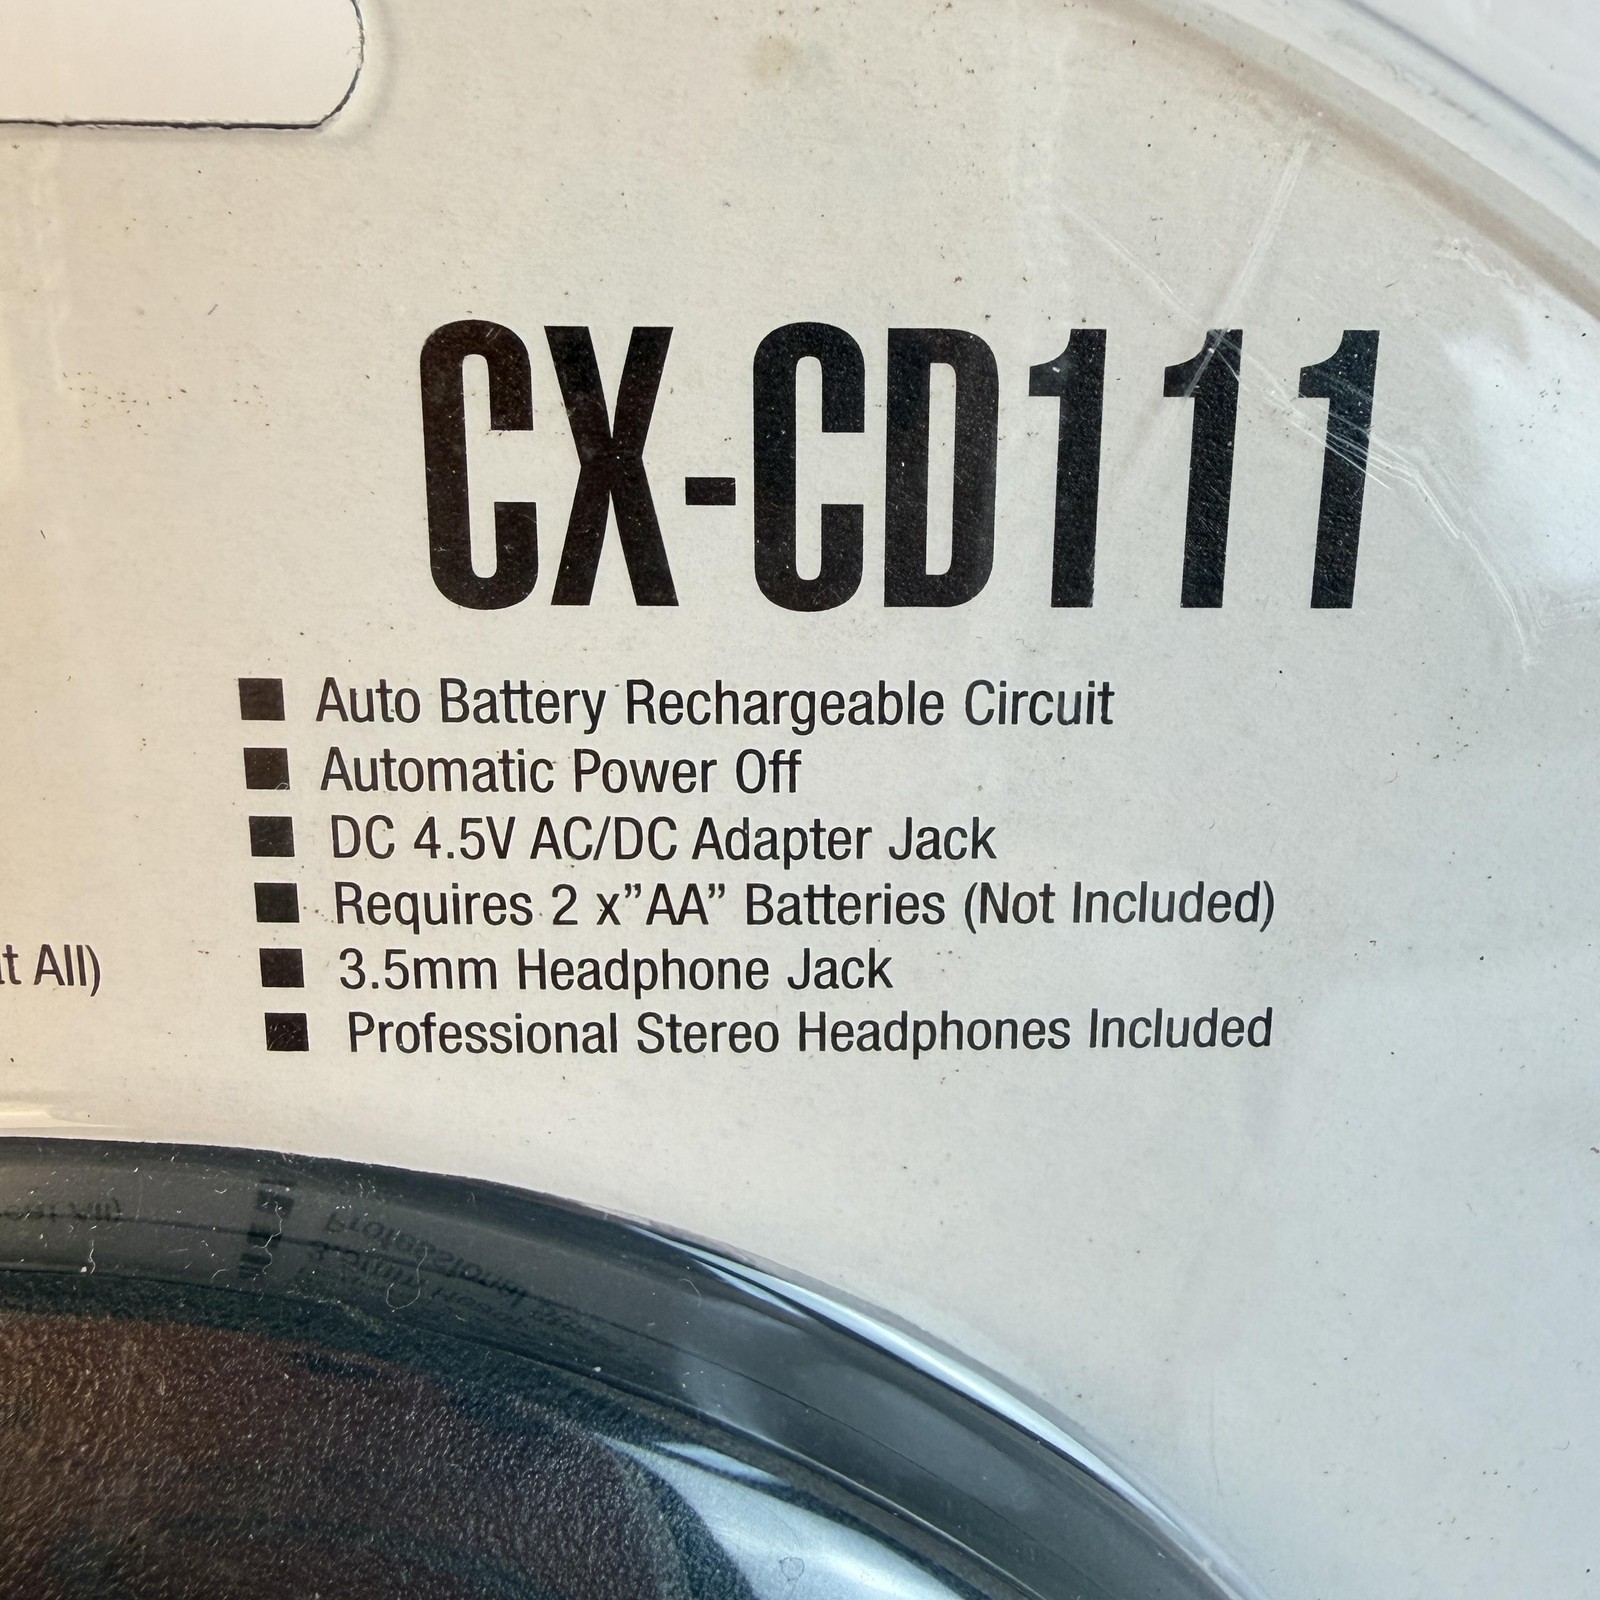 CX-CD111
■ Auto Battery Rechargeable Circuit
■ Automatic Power Off
■ DC 4.5V AC/DC Adapter Jack
■ Requires 2 x”AA” Batteries (Not Included)
All)
■ 3.5mm Headphone Jack
■ Professional Stereo Headphones Included